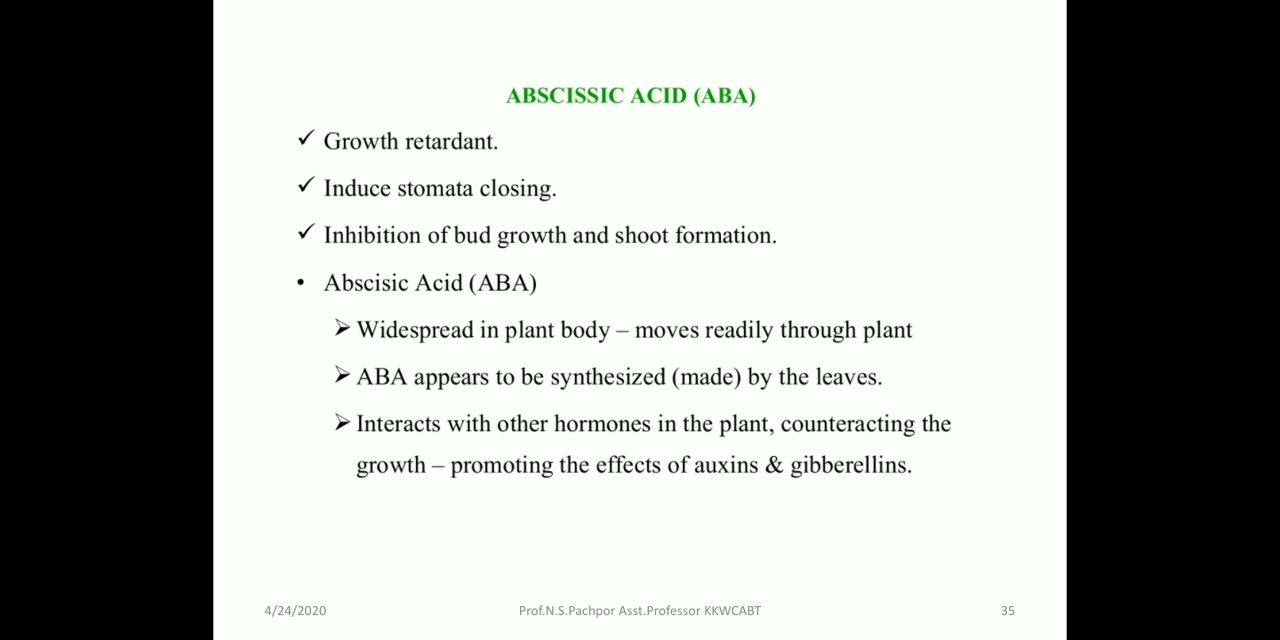 ABSCISSIC ACID (ABA)
✓ Growth retardant.
✓ Induce stomata closing.
✓ Inhibition of bud growth and shoot formation.
• Abscisic Acid (ABA)
➢ Widespread in plant body – moves readily through plant
➢ ABA appears to be synthesized (made) by the leaves.
➢ Interacts with other hormones in the plant, counteracting the
growth – promoting the effects of auxins & gibberellins.
4/24/2020 Prof.N.S.Pachpor Asst.Professor KKWCABT 35